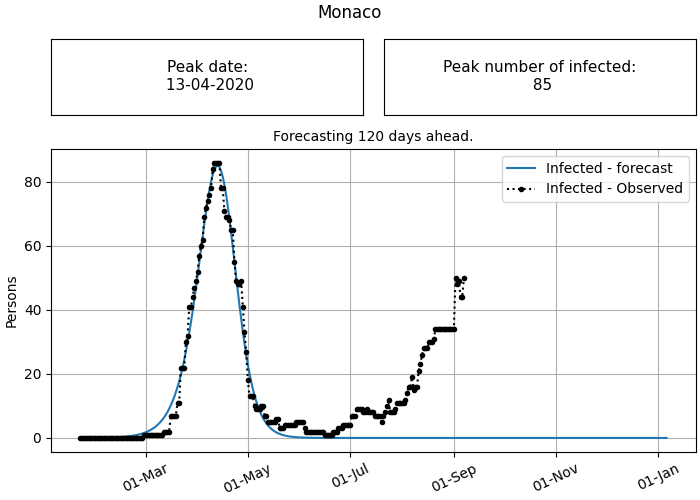 Monaco
Peak date:
13-04-2020
Peak number of infected:
85
Forecasting 120 days ahead.
Infected - forecast
Infected - Observed
Persons
80
60
40
20
0
01-Mar
01-May
01-Jul
01-Sep
01-Nov
01-Jan